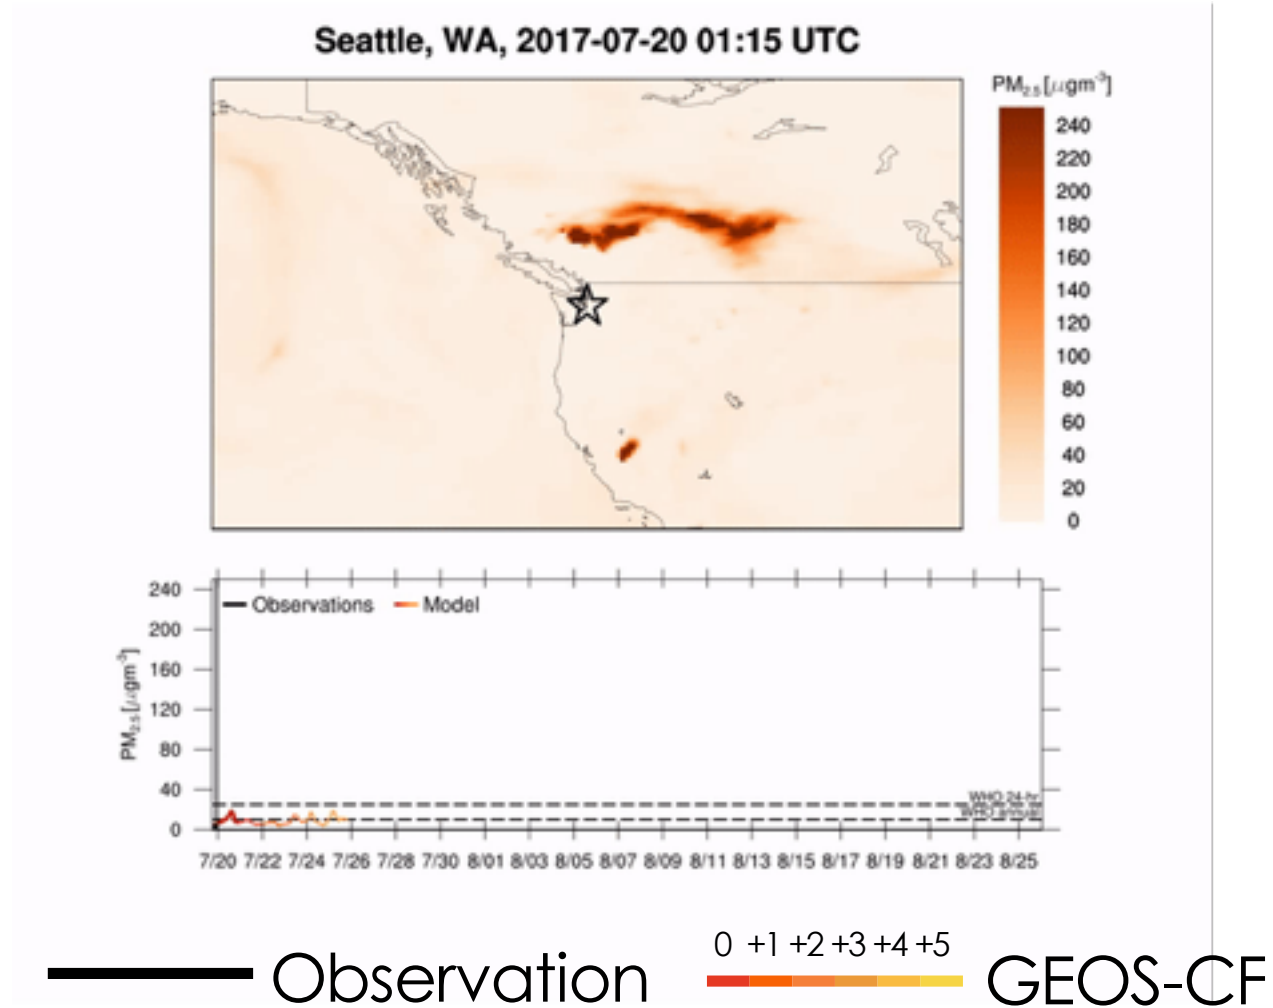 Seattle, WA, 2017-07-20 01:15 UTC
PM2.5 [μgm-3]
240
220
200
180
160
140
120
100
80
60
40
20
0
240
200
160
120
80
40
0
PM2.5 [μgm-3]
Observations Model
WHO 24-hr
WHO annual
7/20 7/22 7/24 7/26 7/28 7/30 8/01 8/03 8/05 8/07 8/09 8/11 8/13 8/15 8/17 8/19 8/21 8/23 8/25
0 +1 +2 +3 +4 +5
Observation GEOS-CF